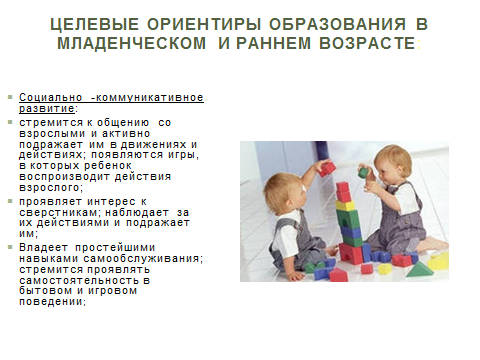 ЦЕЛЕВЫЕ ОРИЕНТИРЫ ОБРАЗОВАНИЯ В
МЛАДЕНЧЕСКОМ И РАННЕМ ВОЗРАСТЕ:
Социально -коммуникативное
развитие:
стремится к общению со
взрослыми и активно
подражает им в движениях и
действиях; появляются игры,
в которых ребенок
воспроизводит действия
взрослого;
проявляет интерес к
сверстникам; наблюдает за
их действиями и подражает
им;
Владеет простейшими
навыками самообслуживания;
стремится проявлять
самостоятельность в
бытовом и игровом
поведении;